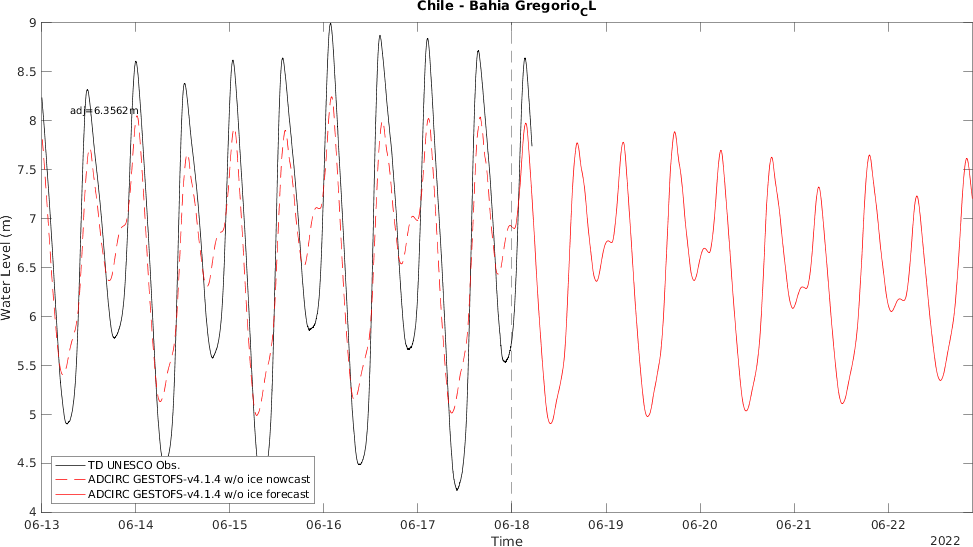 Chile - Bahia Gregorio_CL
9
8.5
8
7.5
7
6.5
6
5.5
5
4.5
4
Water Level (m)
adj=6.3562m
TD UNESCO Obs.
ADCIRC GESTOFS-v4.1.4 w/o ice nowcast
ADCIRC GESTOFS-v4.1.4 w/o ice forecast
06-13 06-14 06-15 06-16 06-17 06-18 06-19 06-20 06-21 06-22
Time
2022